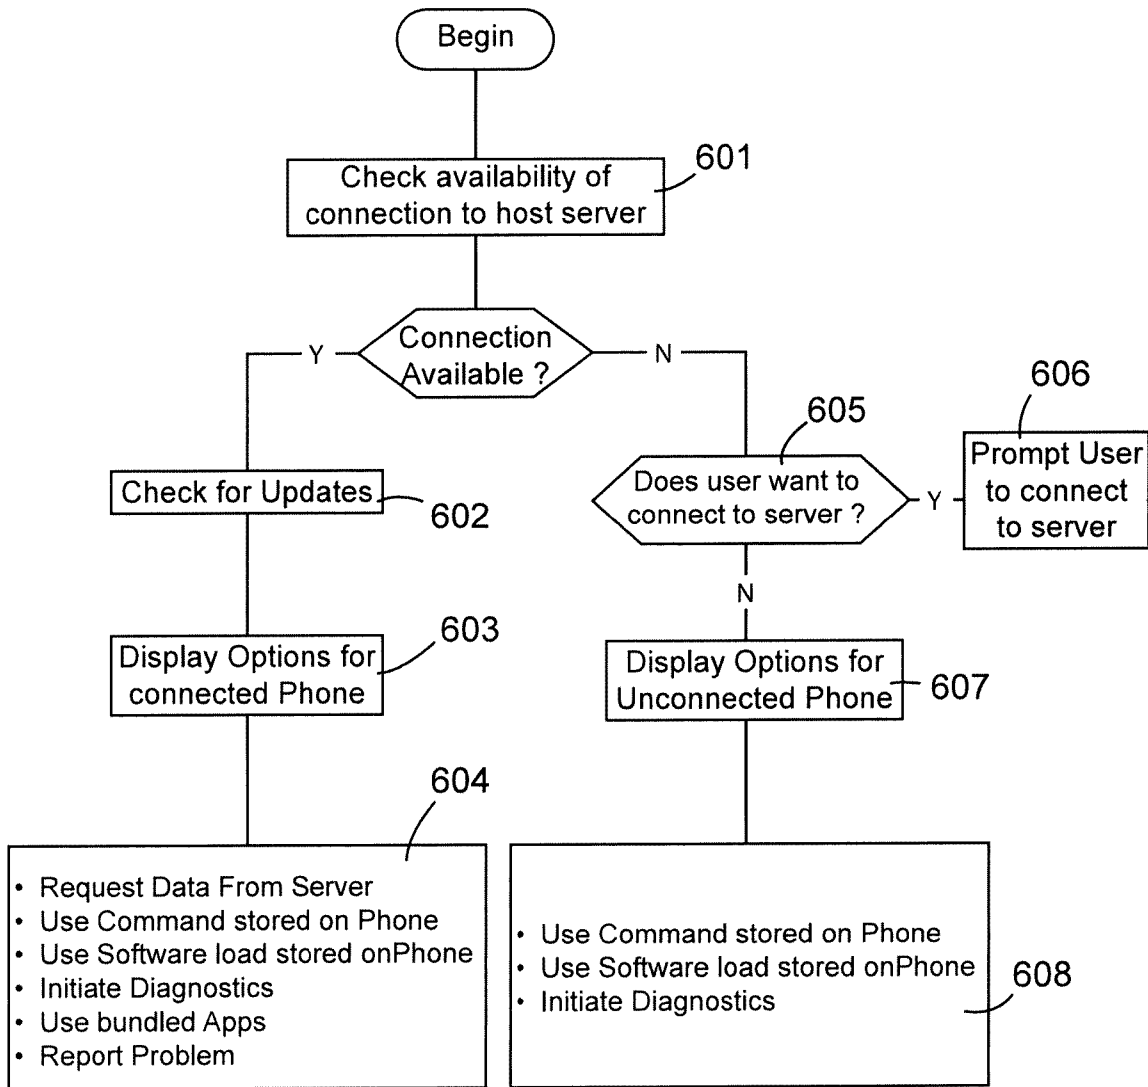 Begin
601
Check availability of
connection to host server
Connection
Available ?
Y
N
606
605
Prompt User
to connect
to server
Does user want to
connect to server ?
Y
Check for Updates
602
N
603
Display Options for
connected Phone
Display Options for
Unconnected Phone
607
604
• Request Data From Server
• Use Command stored on Phone
• Use Software load stored onPhone
• Initiate Diagnostics
• Use bundled Apps
• Report Problem
• Use Command stored on Phone
• Use Software load stored onPhone
• Initiate Diagnostics
608